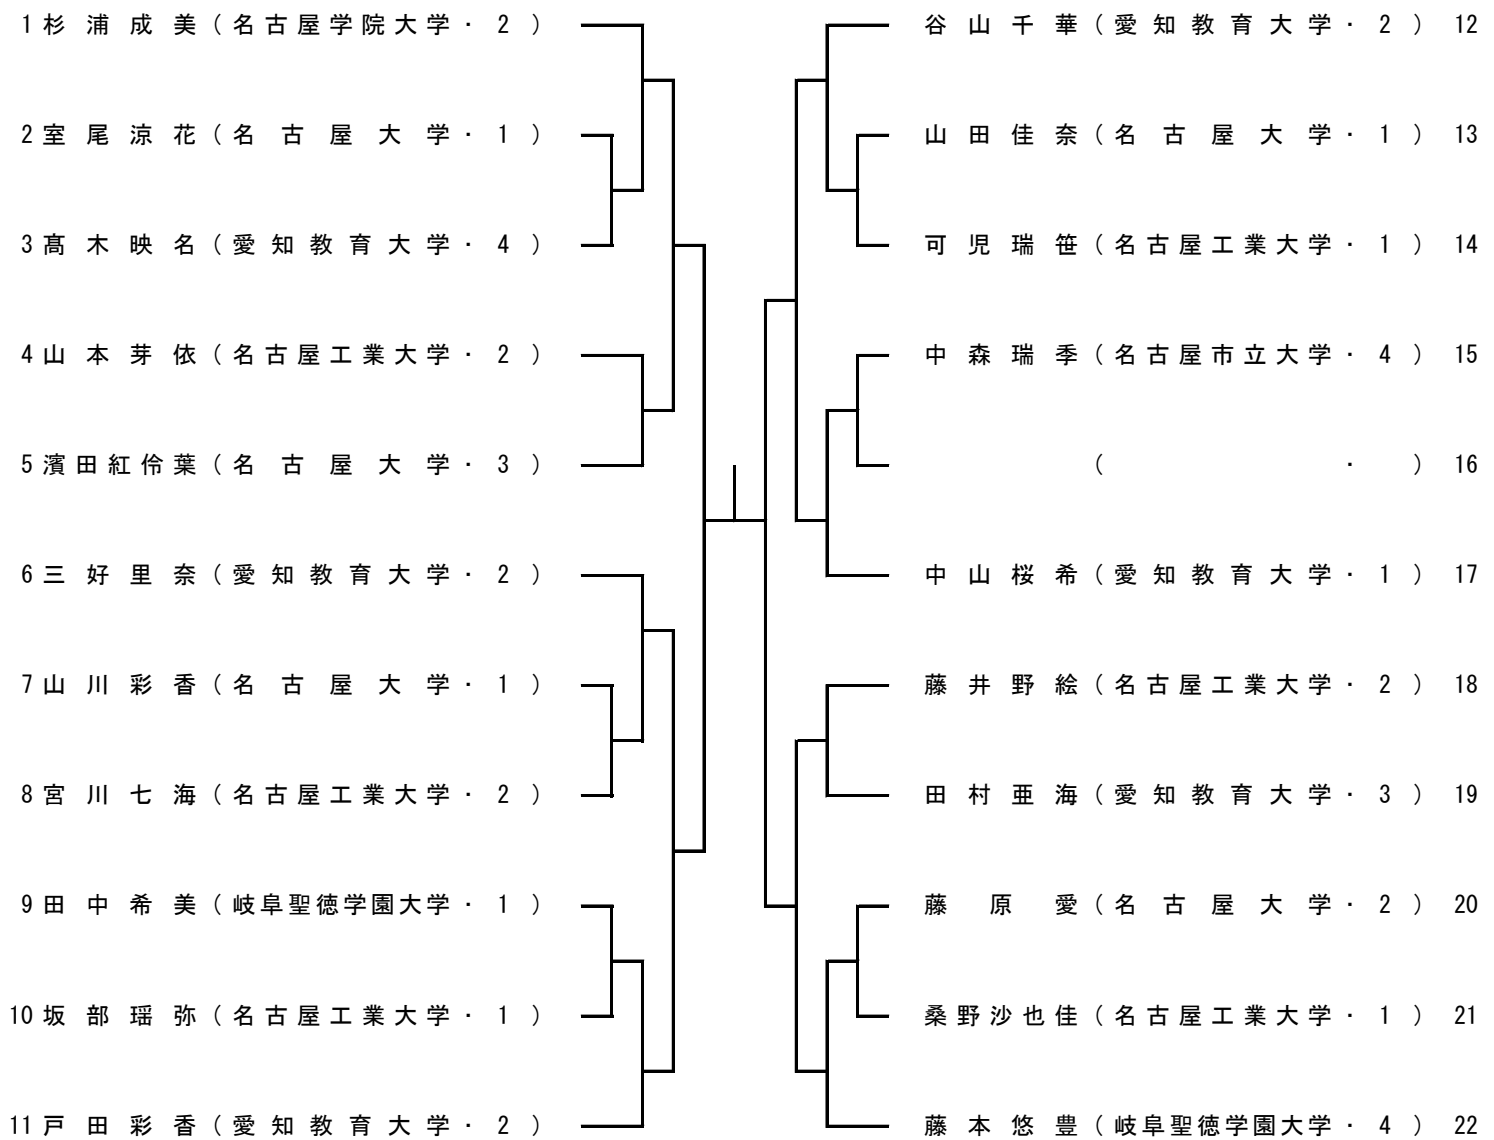 1 杉浦成美(名古屋学院大学・2)
2 室尾涼花(名古屋大学・1)
3 髙木映名(愛知教育大学・4)
4 山本芽依(名古屋工業大学・2)
5 濱田紅伶葉(名古屋大学・3)
6 三好里奈(愛知教育大学・2)
7 山川彩香(名古屋大学・1)
8 宮川七海(名古屋工業大学・2)
9 田中希美(岐阜聖徳学園大学・1)
10 坂部瑶弥(名古屋工業大学・1)
11 戸田彩香(愛知教育大学・2)
谷山千華(愛知教育大学・2) 12
山田佳奈(名古屋大学・1) 13
可児瑞笹(名古屋工業大学・1) 14
中森瑞季(名古屋市立大学・4) 15
(・) 16
中山桜希(愛知教育大学・1) 17
藤井野絵(名古屋工業大学・2) 18
田村亜海(愛知教育大学・3) 19
藤原愛(名古屋大学・2) 20
桑野沙也佳(名古屋工業大学・1) 21
藤本悠豊(岐阜聖徳学園大学・4) 22